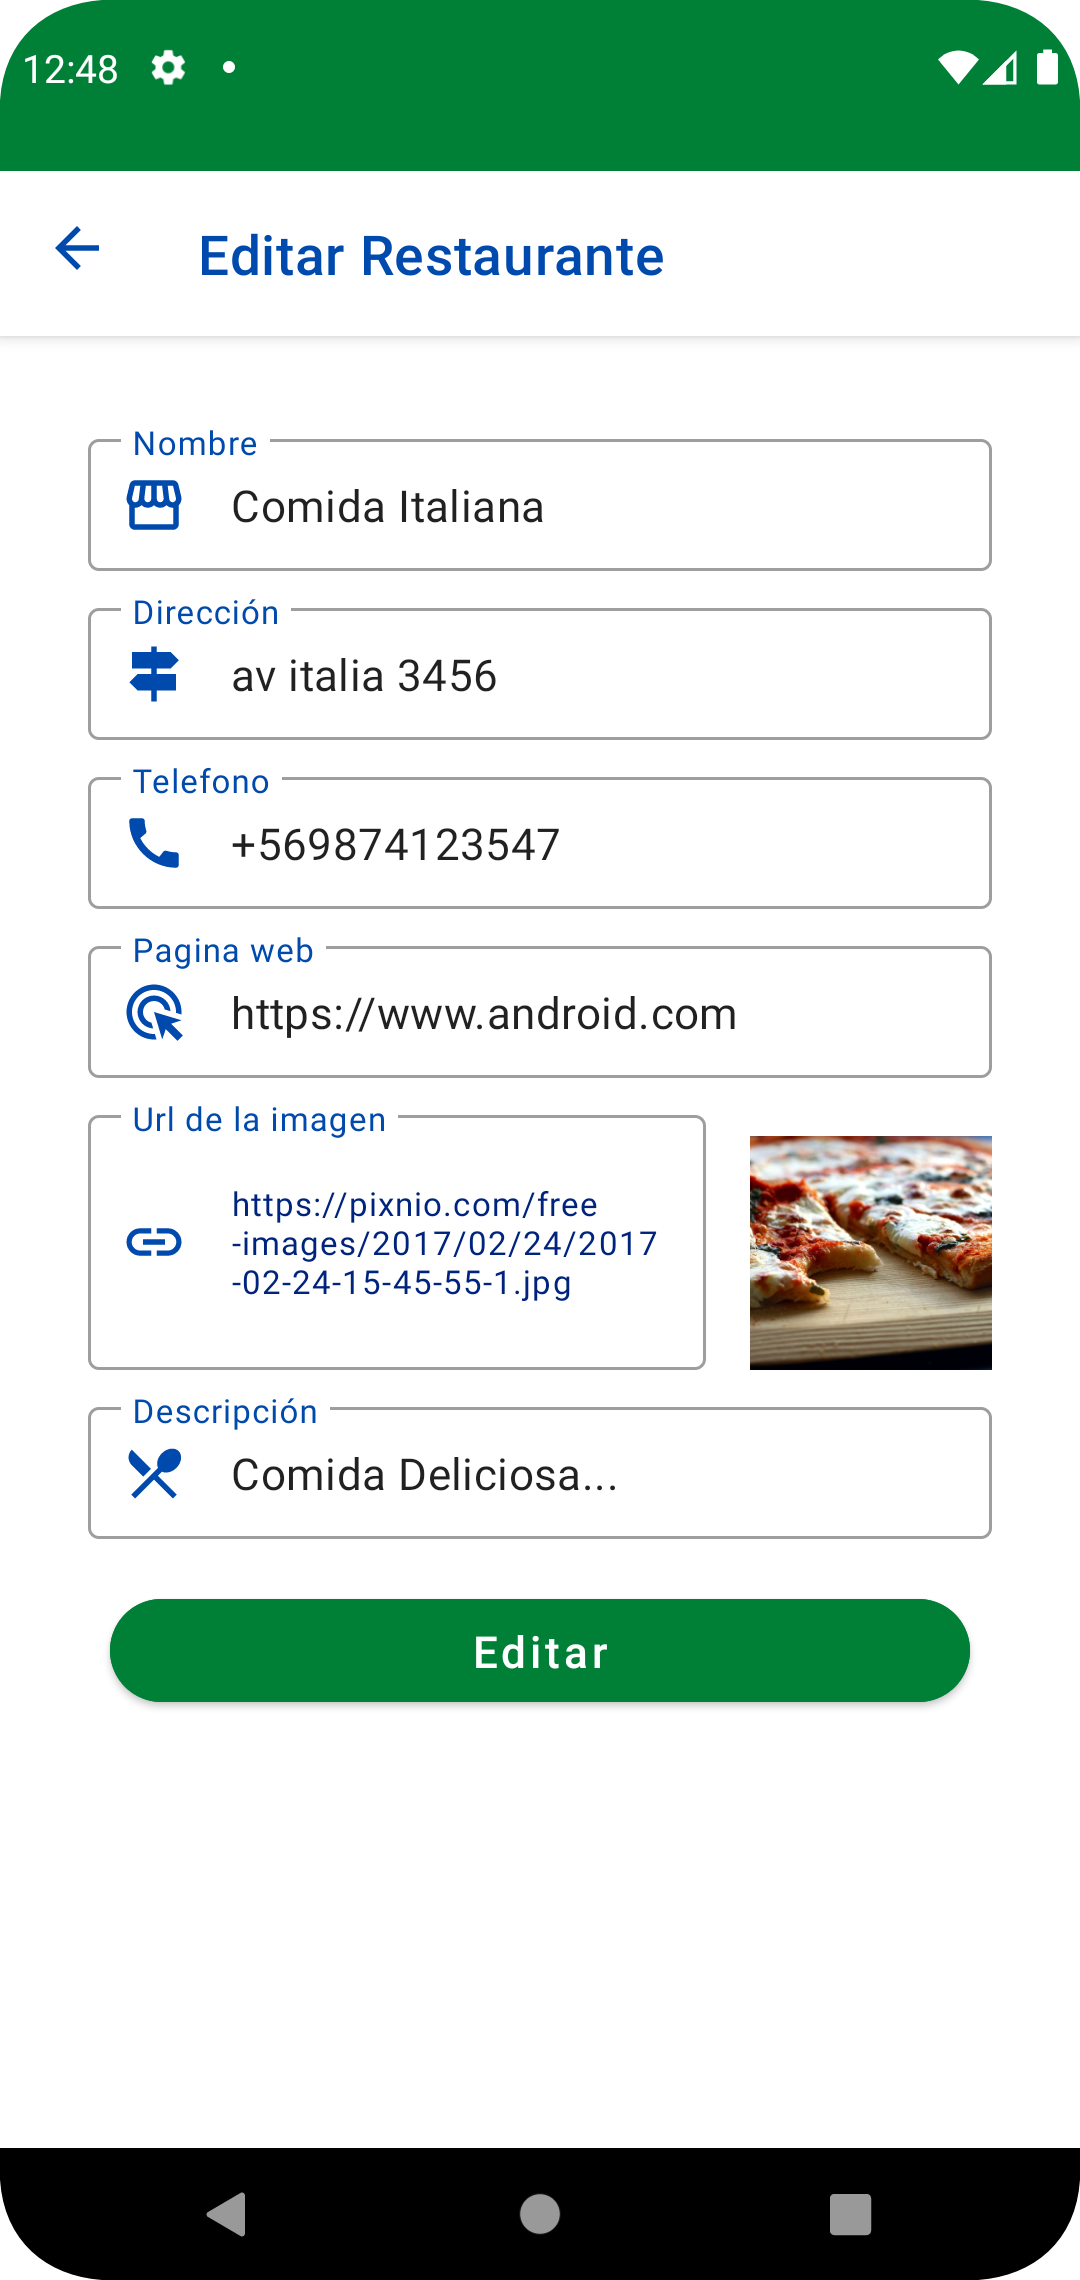 12:48
Editar Restaurante
Nombre
Comida Italiana
Dirección
av italia 3456
Telefono
+569874123547
Pagina web
https://www.android.com
Url de la imagen
https://pixnio.com/free
-images/2017/02/24/2017
-02-24-15-45-55-1.jpg
Descripción
Comida Deliciosa...
Editar